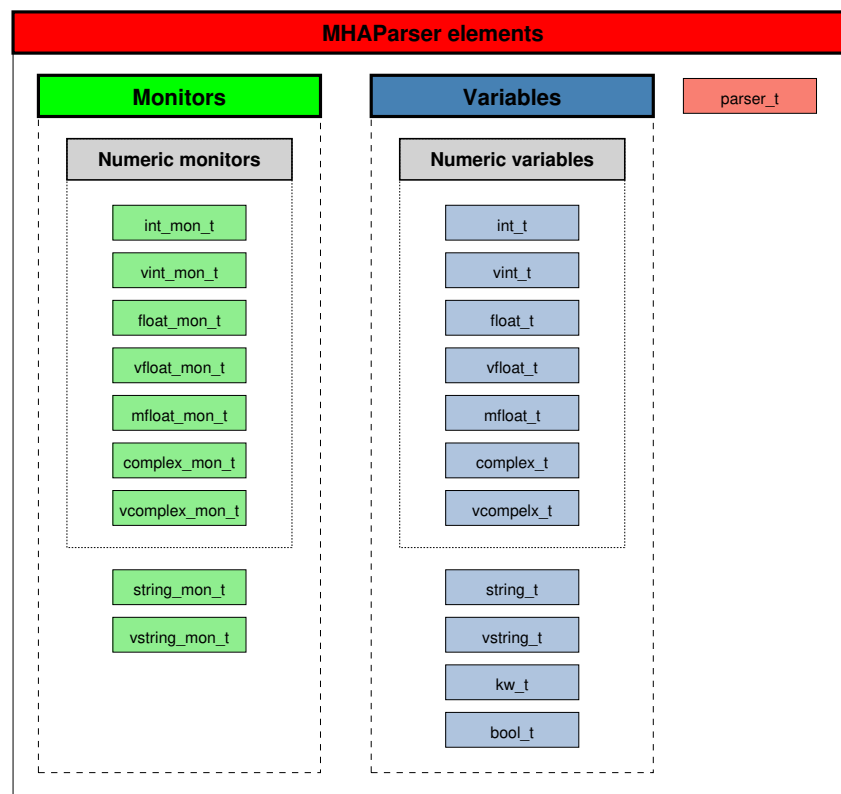 MHAParser elements
Monitors
Numeric monitors
int_mon_t
vint_mon_t
float_mon_t
vfloat_mon_t
mfloat_mon_t
complex_mon_t
vcomplex_mon_t
string_mon_t
vstring_mon_t
Variables
Numeric variables
int_t
vint_t
float_t
vfloat_t
mfloat_t
complex_t
vcompelx_t
string_t
vstring_t
kw_t
bool_t
parser_t